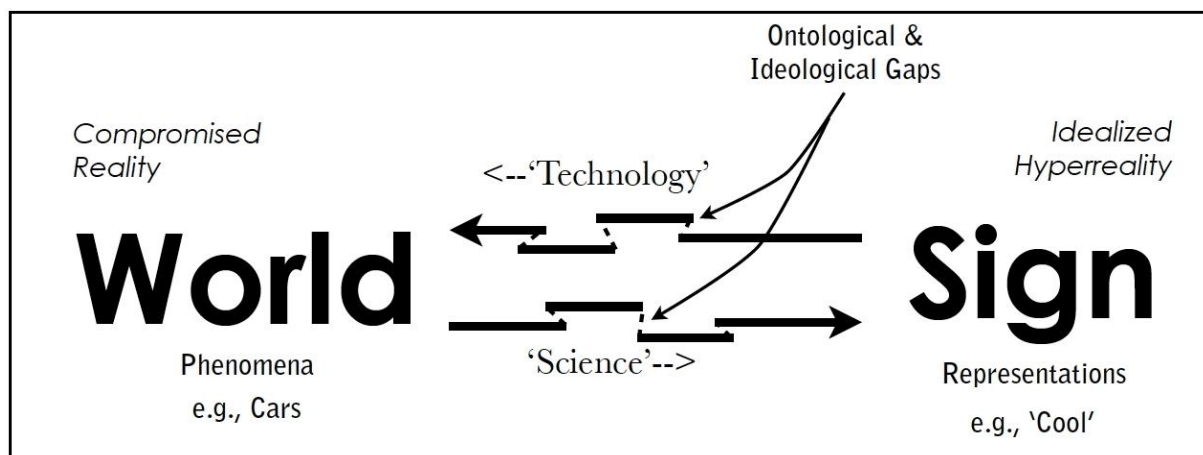 Ontological &
Ideological Gaps
Compromised
Reality
Idealized
Hyperreality
<--‘Technology’
World
Sign
‘Science’-->
Phenomena
e.g., Cars
Representations
e.g., ‘Cool’